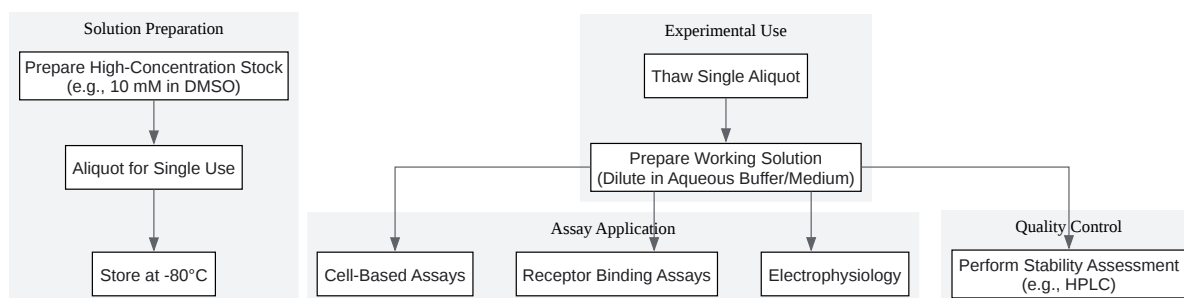 Solution Preparation
Prepare High-Concentration Stock
(e.g., 10 mM in DMSO)
Aliquot for Single Use
Store at -80°C
Experimental Use
Thaw Single Aliquot
Prepare Working Solution
(Dilute in Aqueous Buffer/Medium)
Assay Application
Cell-Based Assays
Receptor Binding Assays
Electrophysiology
Quality Control
Perform Stability Assessment
(e.g., HPLC)